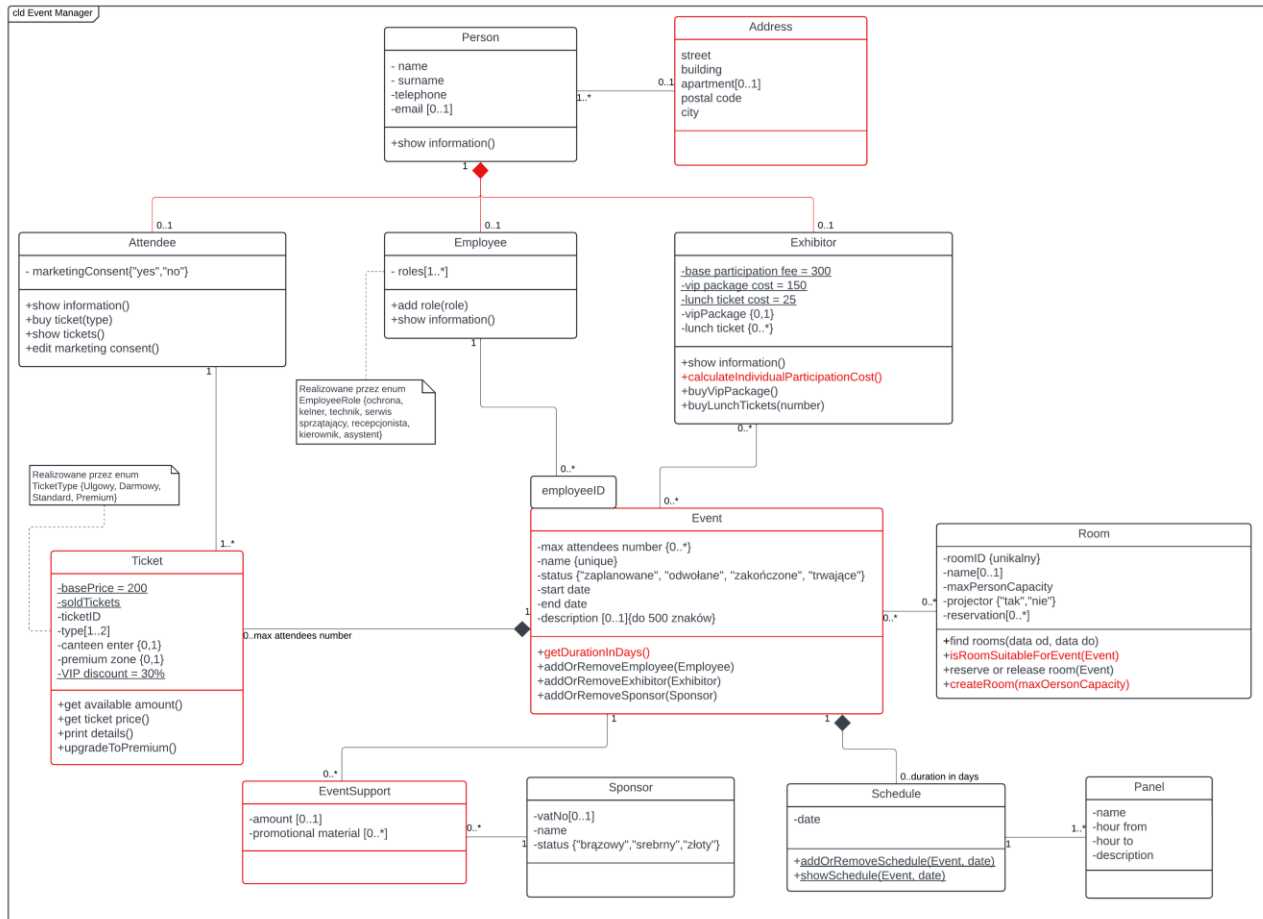 cld Event Manager
Person
- name
- surname
-telephone
-email [0..1]
+show information()
1..*
0..1
Address
street
building
apartment[0..1]
postal code
city
1
0..1
0..1
0..1
Attendee
- marketingConsent{"yes","no"}
+show information()
+buy ticket(type)
+show tickets()
+edit marketing consent()
1
Employee
- roles[1..*]
+add role(role)
+show information()
1
Exhibitor
-base participation fee = 300
-vip package cost = 150
-lunch ticket cost = 25
-vipPackage {0,1}
-lunch ticket {0..*}
+show information()
+calculateIndividualParticipationCost()
+buyVipPackage()
+buyLunchTickets(number)
0..*
Realizowane przez enum
EmployeeRole {ochrona,
kelner, technik, serwis
sprzątający, recepcjonista,
kierownik, asystent}
Realizowane przez enum
TicketType {Ulgowy, Darmowy,
Standard, Premium}
0..*
employeeID
0..*
1..*
Ticket
-basePrice = 200
-soldTickets
-ticketID
-type[1..2]
-canteen enter {0,1}
-premium zone {0,1}
-VIP discount = 30%
+get available amount()
+get ticket price()
+print details()
+upgradeToPremium()
0..max attendees number
1
Event
-max attendees number {0..*}
-name {unique}
-status {"zaplanowane", "odwołane", "zakończone", "trwające"}
-start date
-end date
-description [0..1]{do 500 znaków}
+getDurationInDays()
+addOrRemoveEmployee(Employee)
+addOrRemoveExhibitor(Exhibitor)
+addOrRemoveSponsor(Sponsor)
0..*
0..*
Room
-roomID {unikalny}
-name[0..1]
-maxPersonCapacity
-projector {"tak","nie"}
-reservation[0..*]
+find rooms(data od, data do)
+isRoomSuitableForEvent(Event)
+reserve or release room(Event)
+createRoom(maxOersonCapacity)
1
1
0..*
0..duration in days
EventSupport
-amount [0..1]
-promotional material [0..*]
0..*
1
Sponsor
-vatNo[0..1]
-name
-status {"brązowy","srebrny","złoty"}
Schedule
-date
+addOrRemoveSchedule(Event, date)
+showSchedule(Event, date)
1
1..*
Panel
-name
-hour from
-hour to
-description